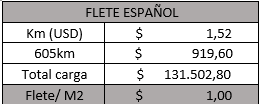 FLETE ESPAÑOL
Km (USD) $ 1,52
605km $ 919,60
Total carga $ 131.502,80
Flete/ M2 $ 1,00